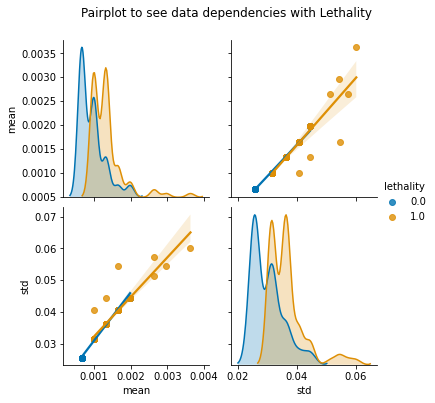 Pairplot to see data dependencies with Lethality
0.0035
0.0030
0.0025
0.0020
0.0015
0.0010
0.0005
mean
lethality
0.0
1.0
0.07
0.06
0.05
0.04
0.03
std
0.001 0.002 0.003 0.004
mean
0.02 0.04 0.06
std